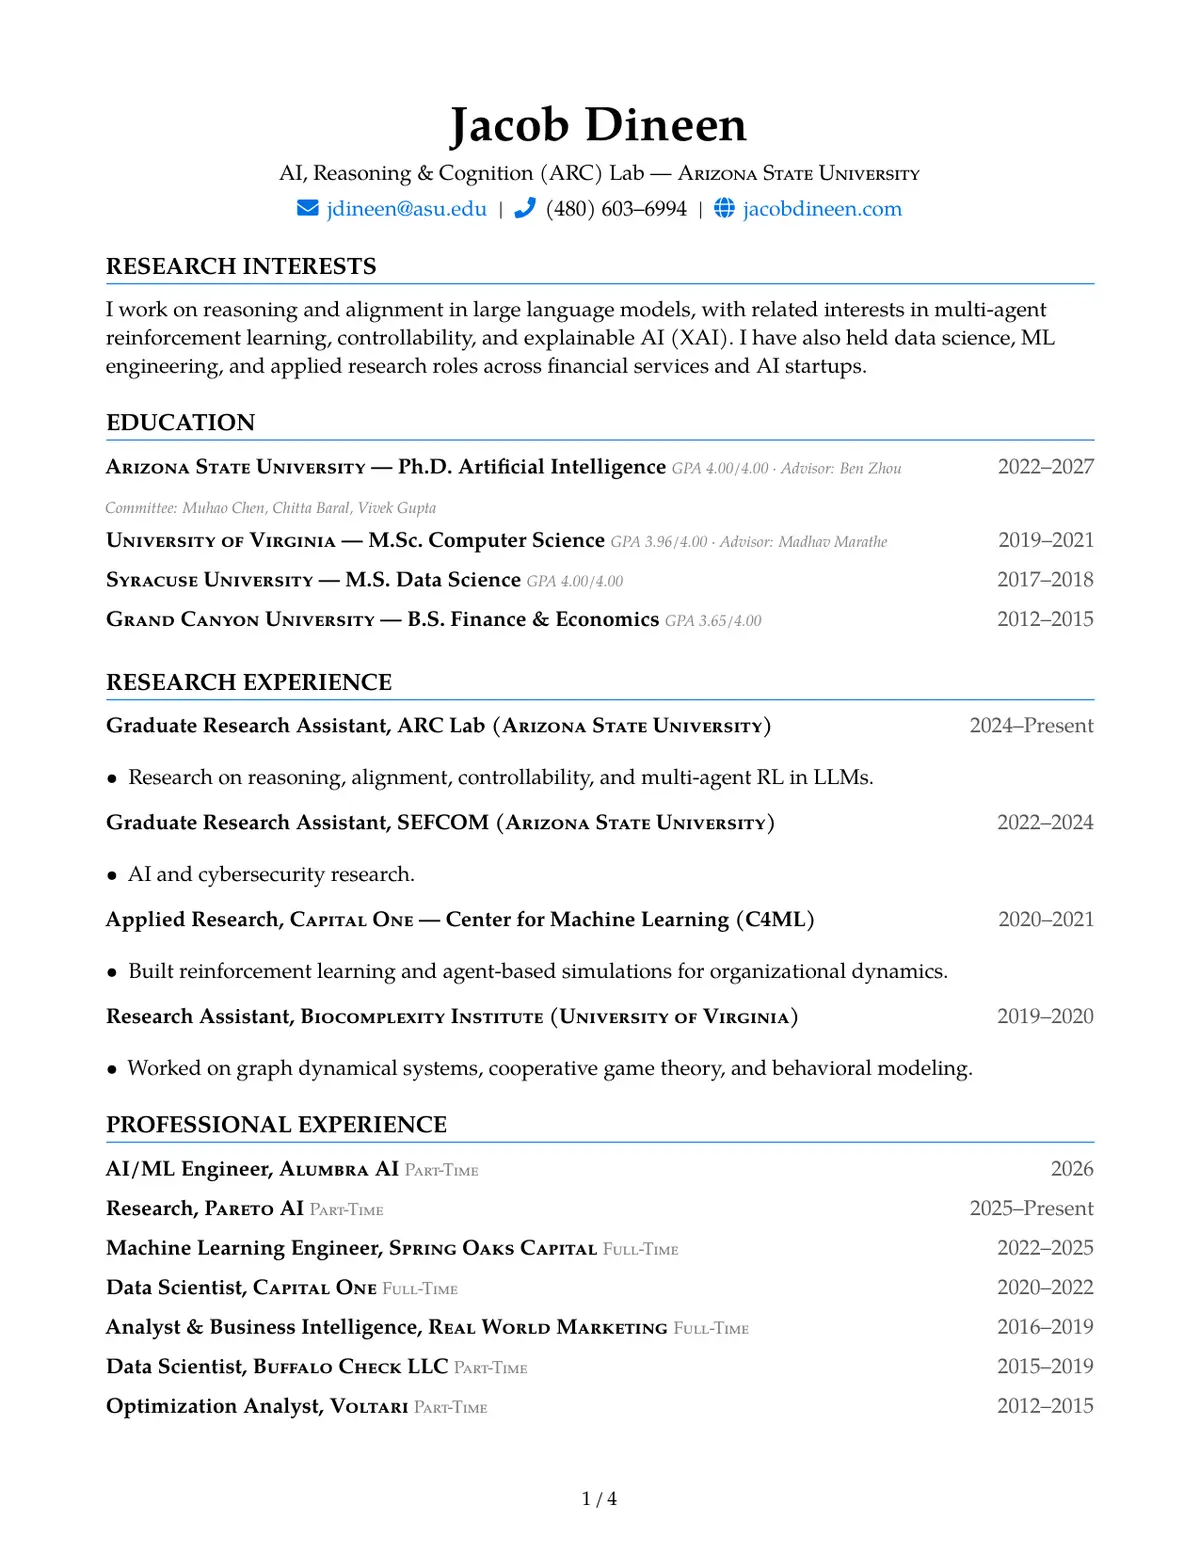 Jacob Dineen
AI, Reasoning & Cognition (ARC) Lab — Arizona State University
jdineen@asu.edu | (480) 603–6994 | jacobdineen.com
RESEARCH INTERESTS
I work on reasoning and alignment in large language models, with related interests in multi-agent
reinforcement learning, controllability, and explainable AI (XAI). I have also held data science, ML
engineering, and applied research roles across financial services and AI startups.
EDUCATION
Arizona State University — Ph.D. Artificial Intelligence GPA 4.00/4.00 · Advisor: Ben Zhou 2022–2027
Committee: Muhao Chen, Chitta Baral, Vivek Gupta
University of Virginia — M.Sc. Computer Science GPA 3.96/4.00 · Advisor: Madhav Marathe 2019–2021
Syracuse University — M.S. Data Science GPA 4.00/4.00 2017–2018
Grand Canyon University — B.S. Finance & Economics GPA 3.65/4.00 2012–2015
RESEARCH EXPERIENCE
Graduate Research Assistant, ARC Lab (Arizona State University) 2024–Present
• Research on reasoning, alignment, controllability, and multi-agent RL in LLMs.
Graduate Research Assistant, SEFCOM (Arizona State University) 2022–2024
• AI and cybersecurity research.
Applied Research, Capital One — Center for Machine Learning (C4ML) 2020–2021
• Built reinforcement learning and agent-based simulations for organizational dynamics.
Research Assistant, Biocomplexity Institute (University of Virginia) 2019–2020
• Worked on graph dynamical systems, cooperative game theory, and behavioral modeling.
PROFESSIONAL EXPERIENCE
AI/ML Engineer, Alumbra AI Part-Time 2026
Research, Pareto AI Part-Time 2025–Present
Machine Learning Engineer, Spring Oaks Capital Full-Time 2022–2025
Data Scientist, Capital One Full-Time 2020–2022
Analyst & Business Intelligence, Real World Marketing Full-Time 2016–2019
Data Scientist, Buffalo Check LLC Part-Time 2015–2019
Optimization Analyst, Voltari Part-Time 2012–2015
1 / 4